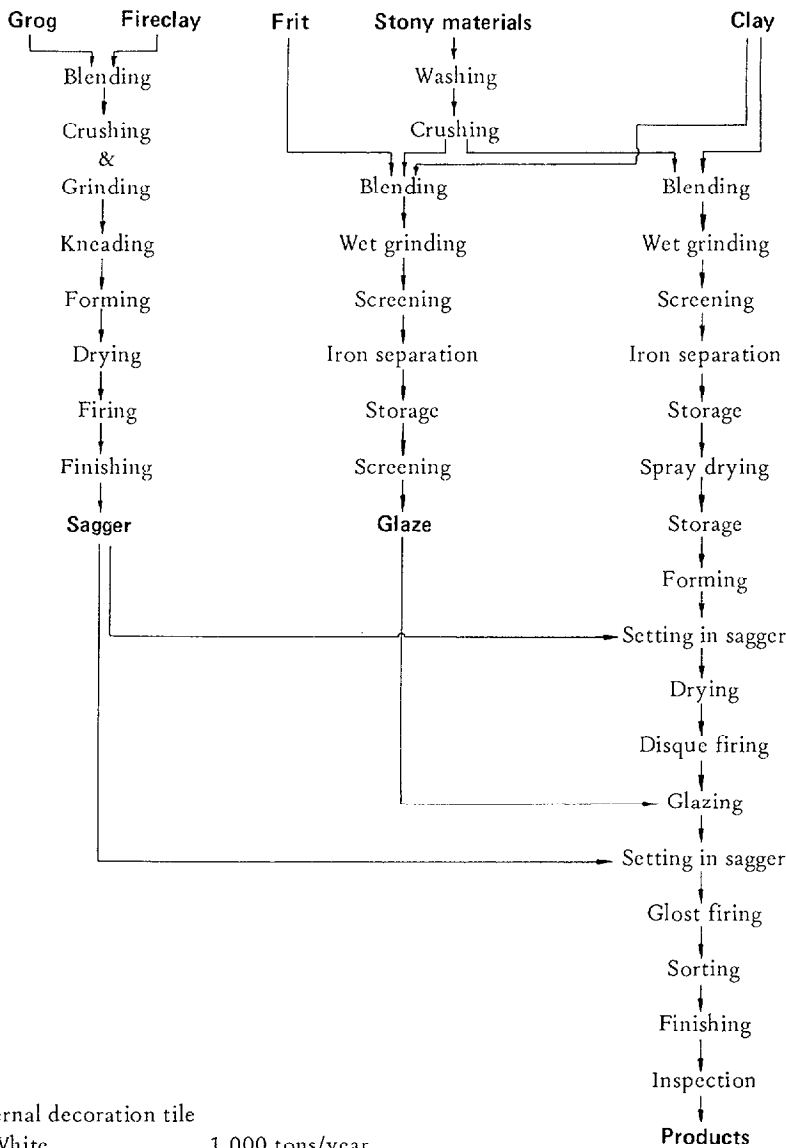 Grog Fireclay Frit Stony materials Clay
Blending Washing
Crushing Crushing
&
Grinding Blending Blending
Kneading Wet grinding Wet grinding
Forming Screening Screening
Drying Iron separation Iron separation
Firing Storage Storage
Finishing Screening Spray drying
Sagger Glaze Storage
Forming
Setting in sagger
Drying
Disque firing
Glazing
Setting in sagger
Glost firing
Sorting
Finishing
Inspection
ernal decoration tile
White 1,000 tons/year
Products